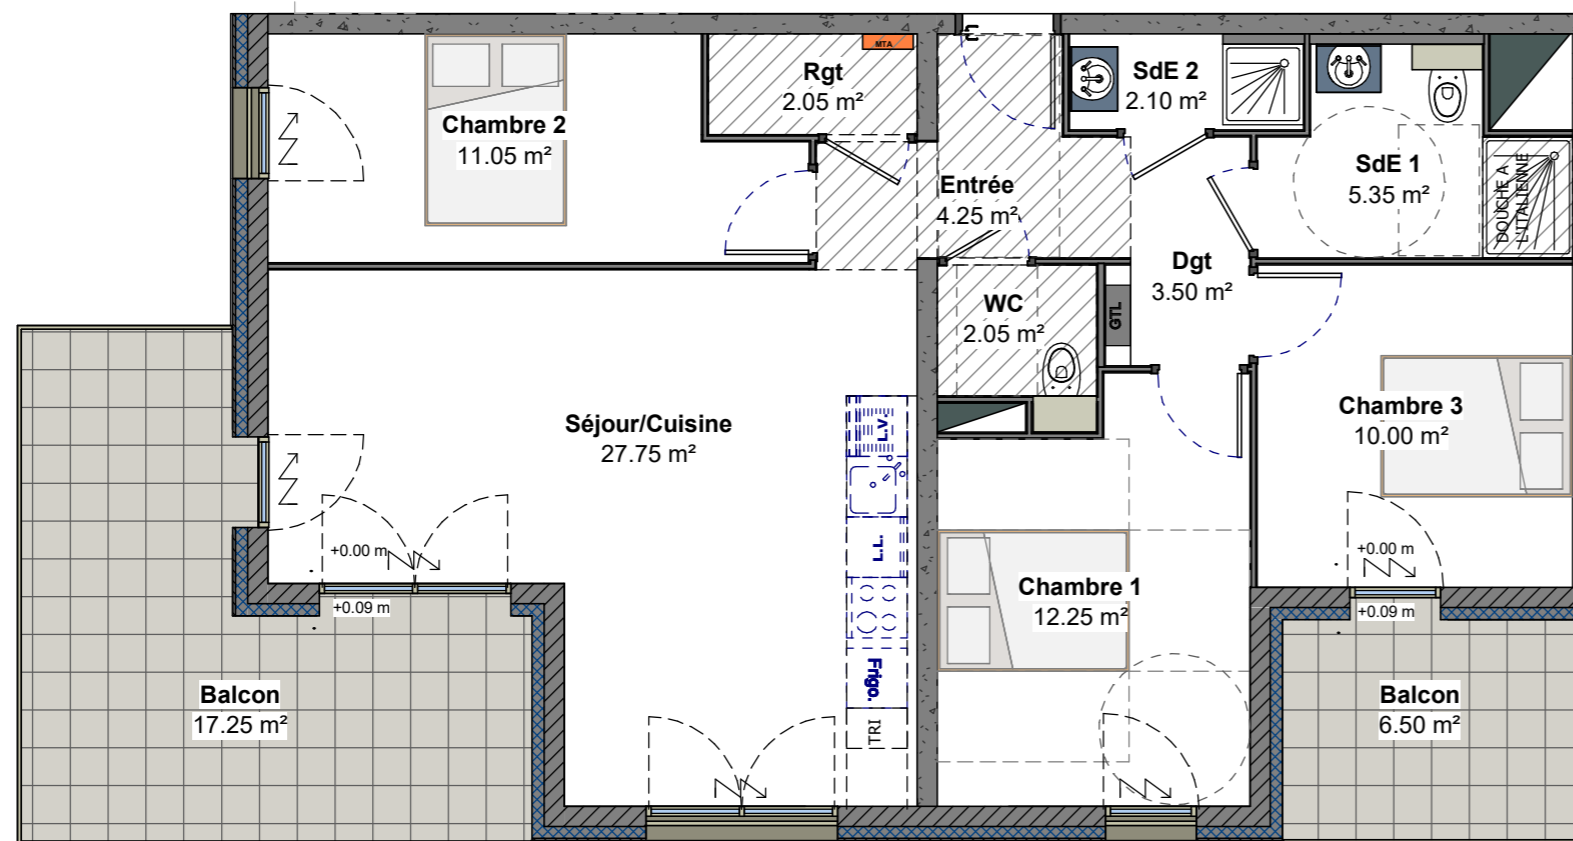 MTA
Rgt
2.05 m²
SdE 2
2.10 m²
Chambre 2
11.05 m²
SdE 1
5.35 m²
DOUCHE A
L'ITALIENNE
Entrée
4.25 m²
Dgt
3.50 m²
WC
2.05 m²
GTL
Séjour/Cuisine
27.75 m²
L.V.
Chambre 3
10.00 m²
L.L.
+0.00 m
+0.09 m
+0.00 m
+0.09 m
Chambre 1
12.25 m²
Frigo.
TRI
Balcon
17.25 m²
Balcon
6.50 m²